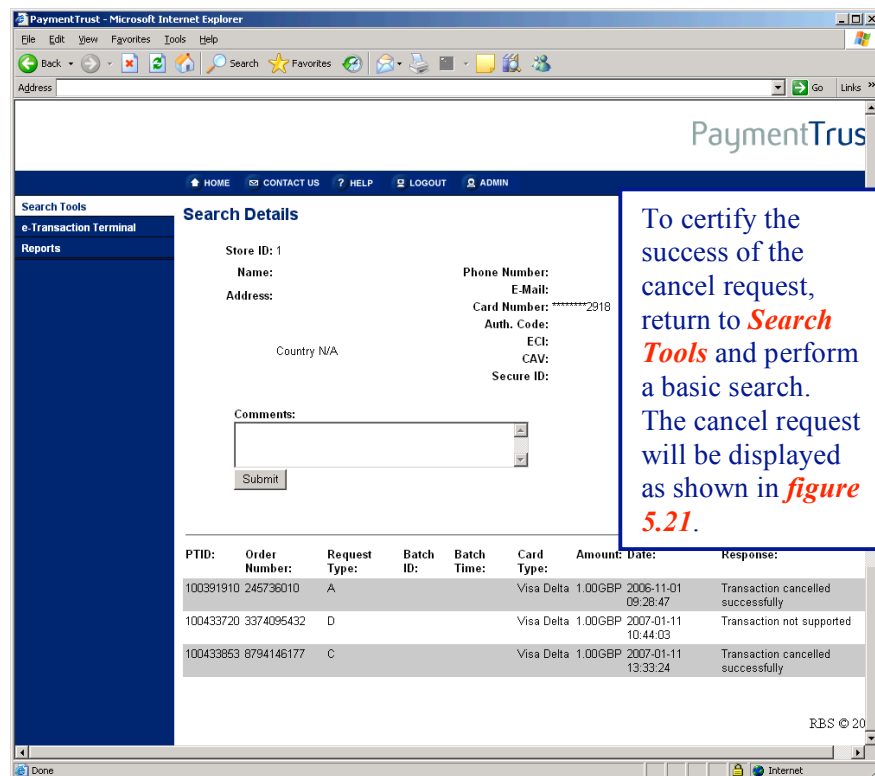 PaymentTrust - Microsoft Internet Explorer
File Edit View Favorites Tools Help
Back Search Favorites
Address Go Links »
PaymentTrus
HOME CONTACT US ? HELP LOGOUT ADMIN
Search Tools
e-Transaction Terminal
Reports
Search Details
Store ID: 1
Name:
Address:
Country N/A
Phone Number:
E-Mail:
Card Number: ********2918
Auth. Code:
ECI:
CAV:
Secure ID:
Comments:
Submit
To certify the
success of the
cancel request,
return to Search
Tools and perform
a basic search.
The cancel request
will be displayed
as shown in figure
5.21.
PTID: Order Number: Request Type: Batch ID: Batch Time: Card Type: Amount: Date: Response:
100391910 245736010 A Visa Delta 1.00GBP 2006-11-01 09:28:47 Transaction cancelled successfully
100433720 3374095432 D Visa Delta 1.00GBP 2007-01-11 10:44:03 Transaction not supported
100433853 8794146177 C Visa Delta 1.00GBP 2007-01-11 13:33:24 Transaction cancelled successfully
RBS © 20
Done Internet